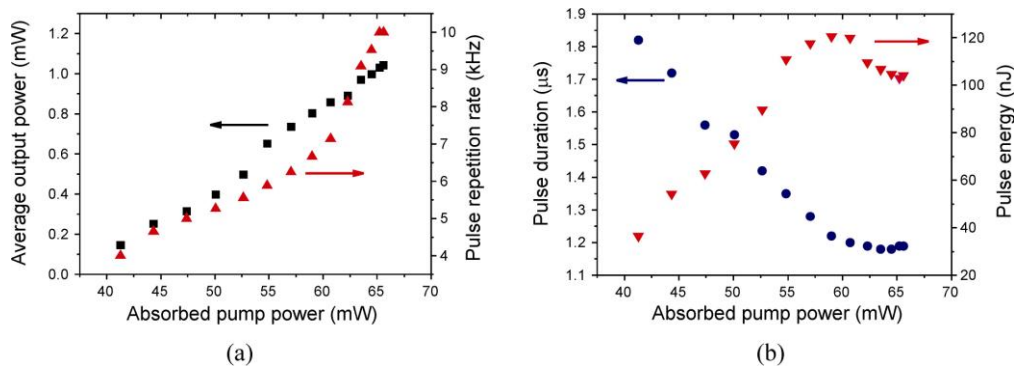 1.2
1.0
0.8
0.6
0.4
0.2
0.0
Average output power (mW)
10
9
8
7
6
5
4
Pulse repetition rate (kHz)
40 45 50 55 60 65 70
Absorbed pump power (mW)
(a)
1.9
1.8
1.7
1.6
1.5
1.4
1.3
1.2
1.1
Pulse duration (μs)
120
100
80
60
40
20
Pulse energy (nJ)
40 45 50 55 60 65 70
Absorbed pump power (mW)
(b)